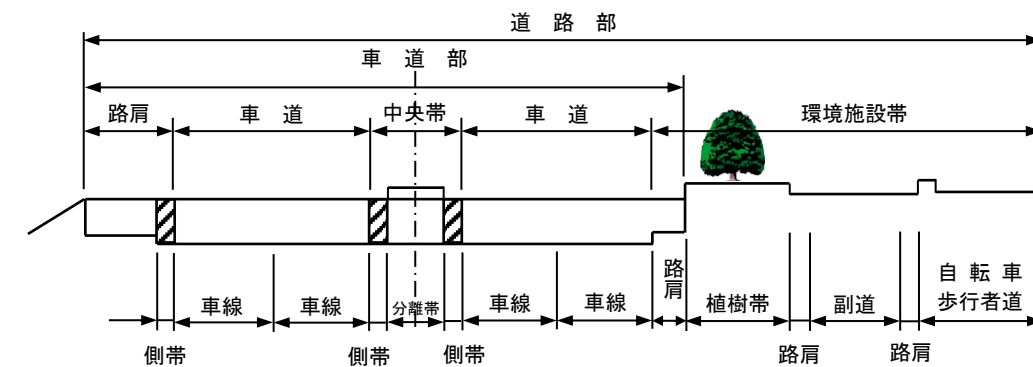 道 路 部
車 道 部
路肩 車 道 中央帯 車 道 環境施設帯
車線 車線 分離帯 車線 車線 路肩 植樹帯 副道 自 転 車
歩行者道
側帯 側帯 側帯 路肩 路肩